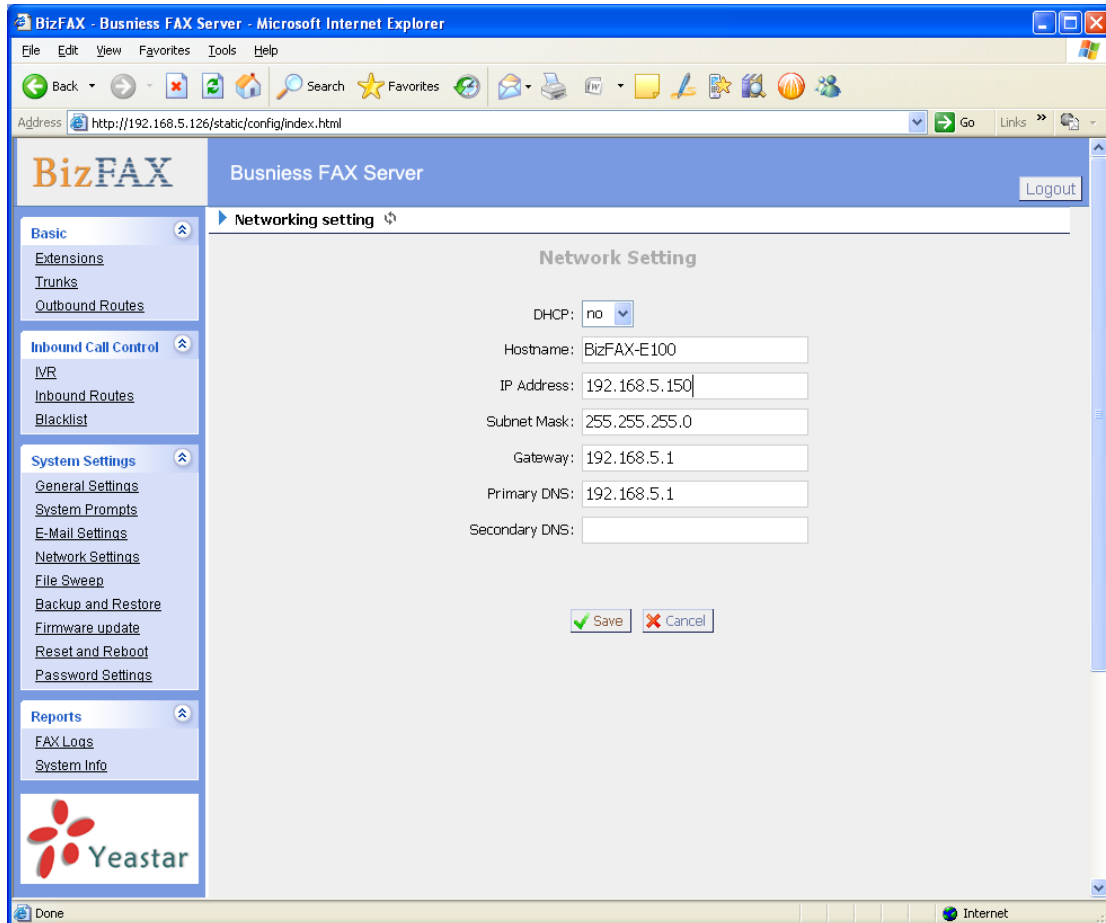 BizFAX - Busniess FAX Server - Microsoft Internet Explorer
File Edit View Favorites Tools Help
Back Search Favorites
Address http://192.168.5.126/static/config/index.html Go Links »
BizFAX
Busniess FAX Server
Logout
Networking setting
Basic
Extensions
Trunks
Outbound Routes
Inbound Call Control
IVR
Inbound Routes
Blacklist
System Settings
General Settings
System Prompts
E-Mail Settings
Network Settings
File Sweep
Backup and Restore
Firmware update
Reset and Reboot
Password Settings
Reports
FAX Logs
System Info
Yeastar
Network Setting
DHCP: no
Hostname: BizFAX-E100
IP Address: 192.168.5.150
Subnet Mask: 255.255.255.0
Gateway: 192.168.5.1
Primary DNS: 192.168.5.1
Secondary DNS:
Save Cancel
Done Internet